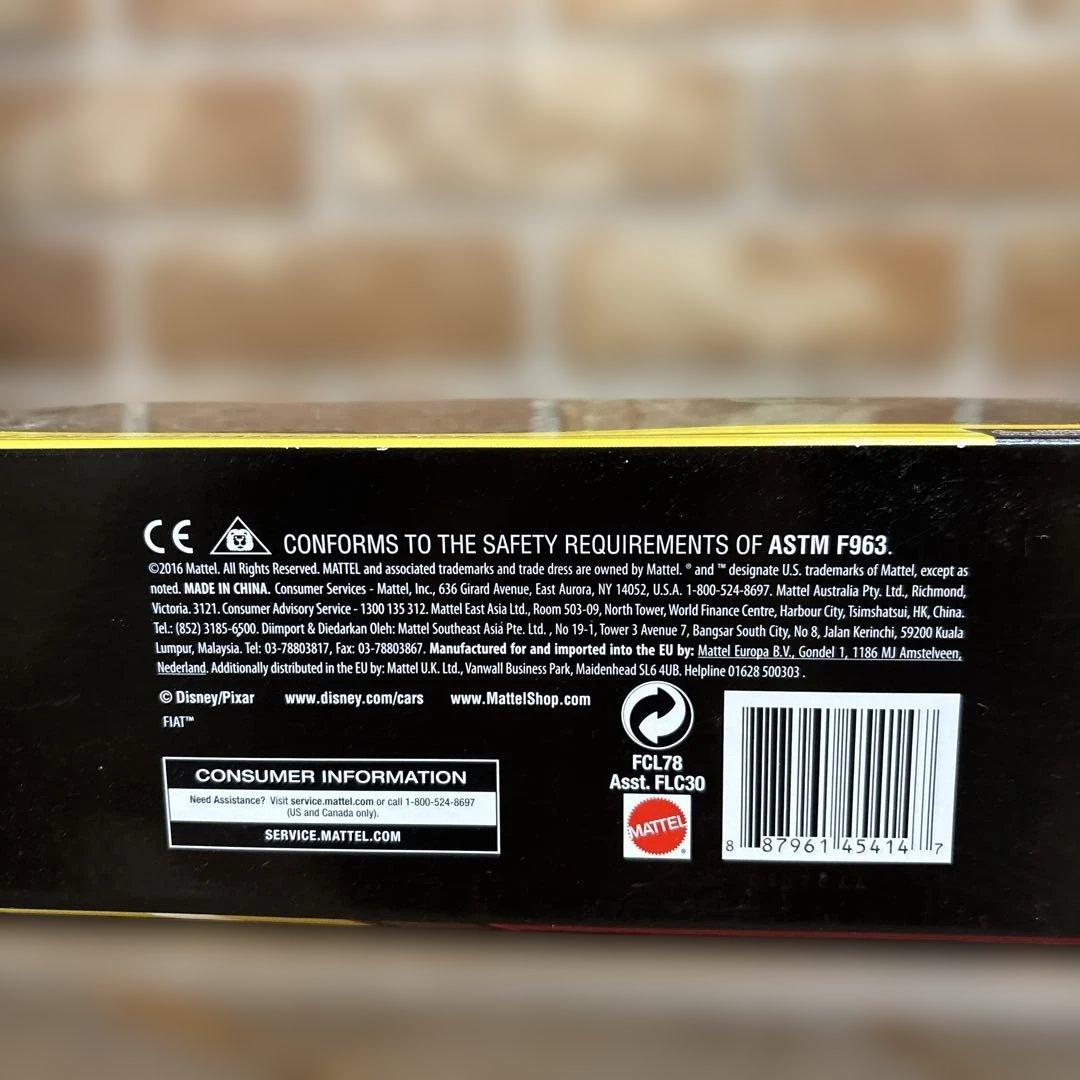 CE CONFORMS TO THE SAFETY REQUIREMENTS OF ASTM F963.
©2016 Mattel. All Rights Reserved. MATTEL and associated trademarks and trade dress are owned by Mattel. ® and ™ designate U.S. trademarks of Mattel, except as
noted. MADE IN CHINA. Consumer Services - Mattel, Inc., 636 Girard Avenue, East Aurora, NY 14052, U.S.A. 1-800-524-8697. Mattel Australia Pty. Ltd., Richmond,
Victoria. 3121. Consumer Advisory Service - 1300 135 312. Mattel East Asia Ltd., Room 503-09, North Tower, World Finance Centre, Harbour City, Tsimshatsui, HK, China.
Tel.: (852) 3185-6500. Diimport & Diedarkan Oleh: Mattel Southeast Asia Pte. Ltd. , No 19-1, Tower 3 Avenue 7, Bangsar South City, No 8, Jalan Kerinchi, 59200 Kuala
Lumpur, Malaysia. Tel: 03-78803817, Fax: 03-78803867. Manufactured for and imported into the EU by: Mattel Europa B.V., Gondel 1, 1186 MJ Amstelveen,
Nederland. Additionally distributed in the EU by: Mattel U.K. Ltd., Vanwall Business Park, Maidenhead SL6 4UB. Helpline 01628 500303 .
© Disney/Pixar www.disney.com/cars www.MattelShop.com
FIAT™
CONSUMER INFORMATION
Need Assistance? Visit service.mattel.com or call 1-800-524-8697
(US and Canada only).
SERVICE.MATTEL.COM
FCL78
Asst. FLC30
MATTEL®
8 87961 45414 7